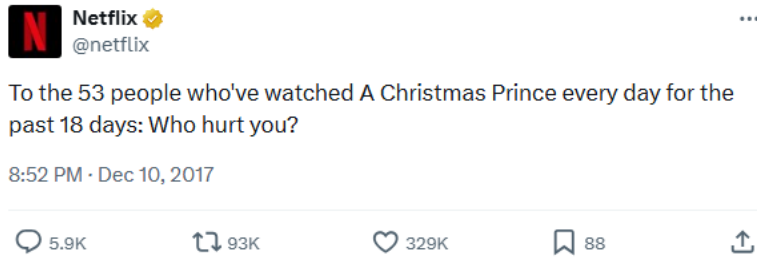 N
Netflix
@netflix
To the 53 people who've watched A Christmas Prince every day for the
past 18 days: Who hurt you?
8:52 PM · Dec 10, 2017
5.9K 93K 329K 88